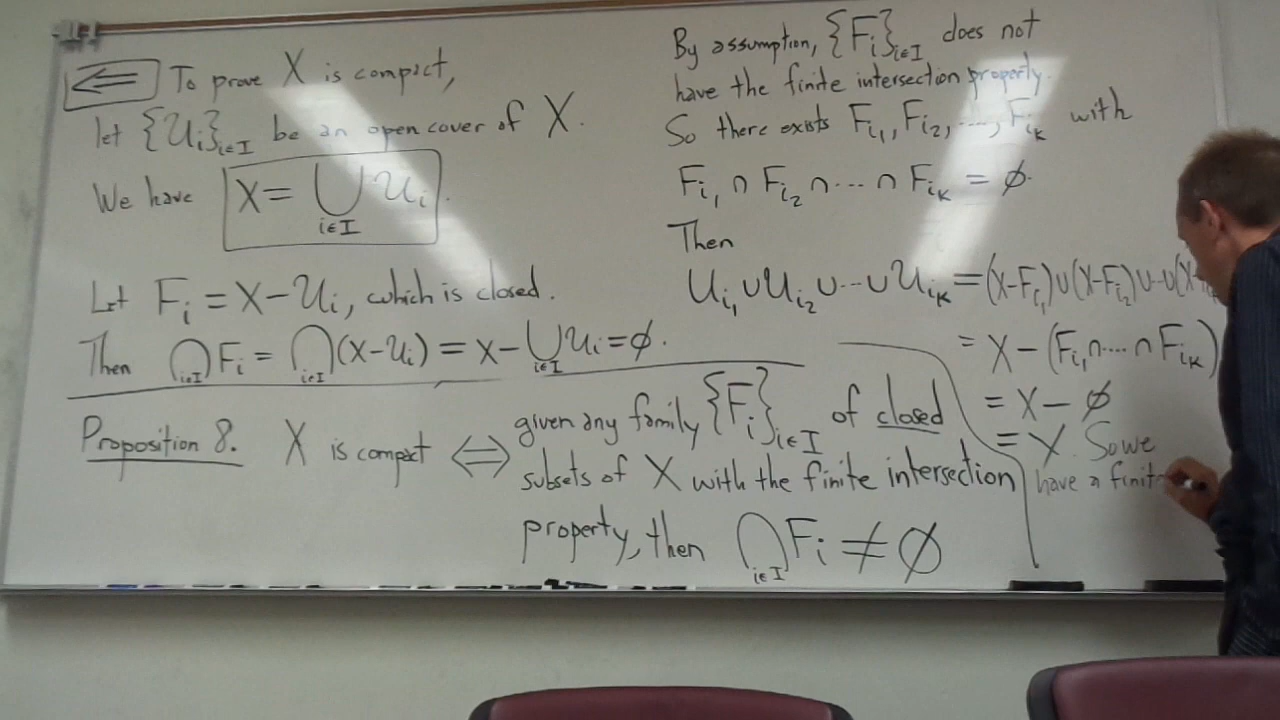 ⇐ To prove X is compact,
let {U_i}_{i∈I} be an open cover of X.
We have X = ⋃_{i∈I} U_i.
Let F_i = X − U_i, which is closed.
Then ⋂_{i∈I} F_i = ⋂_{i∈I} (X − U_i) = X − ⋃_{i∈I} U_i = ∅.
Proposition 8. X is compact ⇔ given any family {F_i}_{i∈I} of closed
subsets of X with the finite intersection
property, then ⋂_{i∈I} F_i ≠ ∅
By assumption, {F_i}_{i∈I} does not
have the finite intersection property.
So there exists F_{i_1}, F_{i_2}, ..., F_{i_k} with
F_{i_1} ∩ F_{i_2} ∩ ··· ∩ F_{i_k} = ∅.
Then
U_{i_1} ∪ U_{i_2} ∪ ··· ∪ U_{i_k} = (X − F_{i_1}) ∪ (X − F_{i_2}) ∪ ··· ∪ (X −
= X − (F_{i_1} ∩ ··· ∩ F_{i_k})
= X − ∅
= X. So we
have a finit